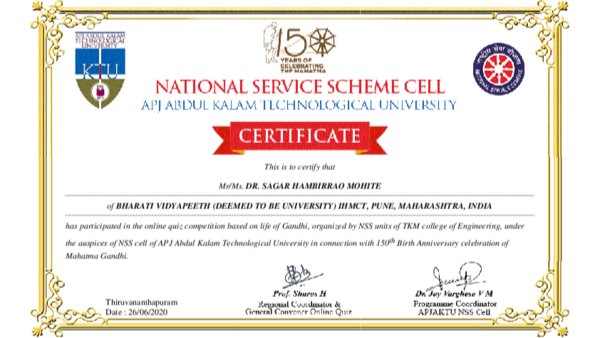 APJ ABDUL KALAM
TECHNOLOGICAL
UNIVERSITY
KTU
150
YEARS OF
CELEBRATING
THE MAHATMA
राष्ट्रीय सेवा योजना
NATIONAL SERVICE SCHEME
NATIONAL SERVICE SCHEME CELL
APJ ABDUL KALAM TECHNOLOGICAL UNIVERSITY
CERTIFICATE
This is to certify that
Mr/Ms. DR. SAGAR HAMBIRRAO MOHITE
of BHARATI VIDYAPEETH (DEEMED TO BE UNIVERSITY) IHMCT, PUNE, MAHARASHTRA, INDIA
has participated in the online quiz competition based on life of Gandhi, organized by NSS units of TKM college of Engineering, under
the auspices of NSS cell of APJ Abdul Kalam Technological University in connection with 150th Birth Anniversary celebration of
Mahatma Gandhi.
Thiruvananthapuram
Date : 26/06/2020
Prof. Sharos H
Regional Coordinator &
General Convener Online Quiz
Dr. Joy Varghese V M
Programme Coordinator
APJAKTU NSS Cell